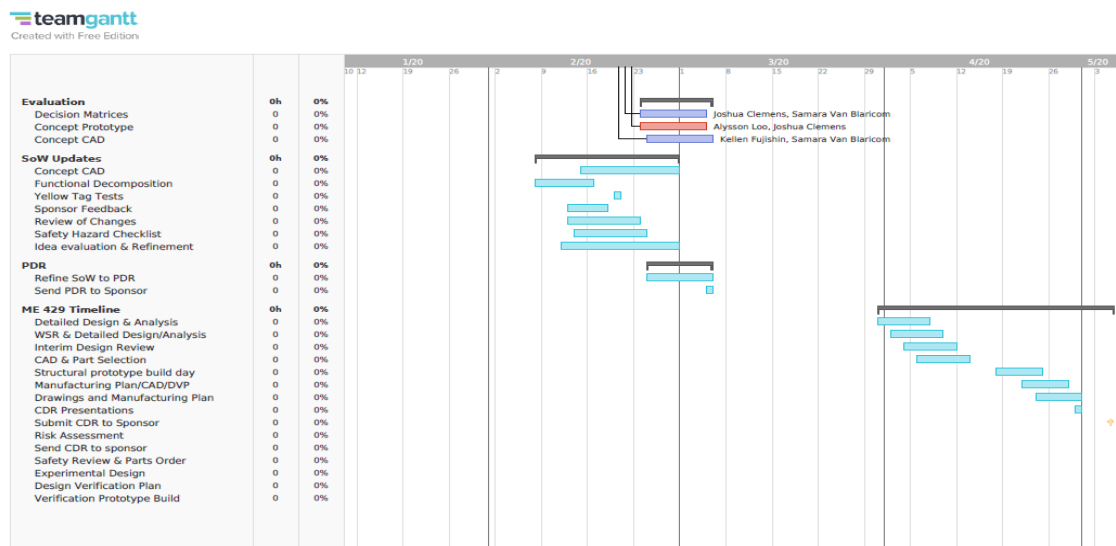 teamgantt
Created with Free Edition
1/20 2/20 3/20 4/20 5/20
10 12 19 26 2 9 16 23 1 8 15 22 29 5 12 19 26 3
Evaluation 0h 0%
Decision Matrices 0 0% Joshua Clemens, Samara Van Blaricom
Concept Prototype 0 0% Alysson Loo, Joshua Clemens
Concept CAD 0 0% Kellen Fujishin, Samara Van Blaricom
SoW Updates 0h 0%
Concept CAD 0 0%
Functional Decomposition 0 0%
Yellow Tag Tests 0 0%
Sponsor Feedback 0 0%
Review of Changes 0 0%
Safety Hazard Checklist 0 0%
Idea evaluation & Refinement 0 0%
PDR 0h 0%
Refine SoW to PDR 0 0%
Send PDR to Sponsor 0 0%
ME 429 Timeline 0h 0%
Detailed Design & Analysis 0 0%
WSR & Detailed Design/Analysis 0 0%
Interim Design Review 0 0%
CAD & Part Selection 0 0%
Structural prototype build day 0 0%
Manufacturing Plan/CAD/DVP 0 0%
Drawings and Manufacturing Plan 0 0%
CDR Presentations 0 0%
Submit CDR to Sponsor 0 0%
Risk Assessment 0 0%
Send CDR to sponsor 0 0%
Safety Review & Parts Order 0 0%
Experimental Design 0 0%
Design Verification Plan 0 0%
Verification Prototype Build 0 0%